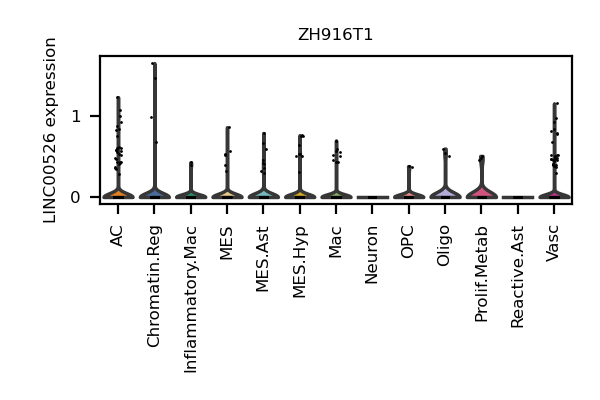 ZH916T1
LINC00526 expression
1
0
AC
Chromatin.Reg
Inflammatory.Mac
MES
MES.Ast
MES.Hyp
Mac
Neuron
OPC
Oligo
Prolif.Metab
Reactive.Ast
Vasc